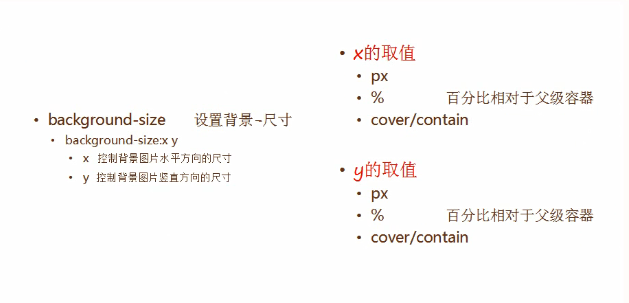 background-size 设置背景¬尺寸
background-size:x y
x 控制背景图片水平方向的尺寸
y 控制背景图片竖直方向的尺寸
x的取值
px
% 百分比相对于父级容器
cover/contain
y的取值
px
% 百分比相对于父级容器
cover/contain